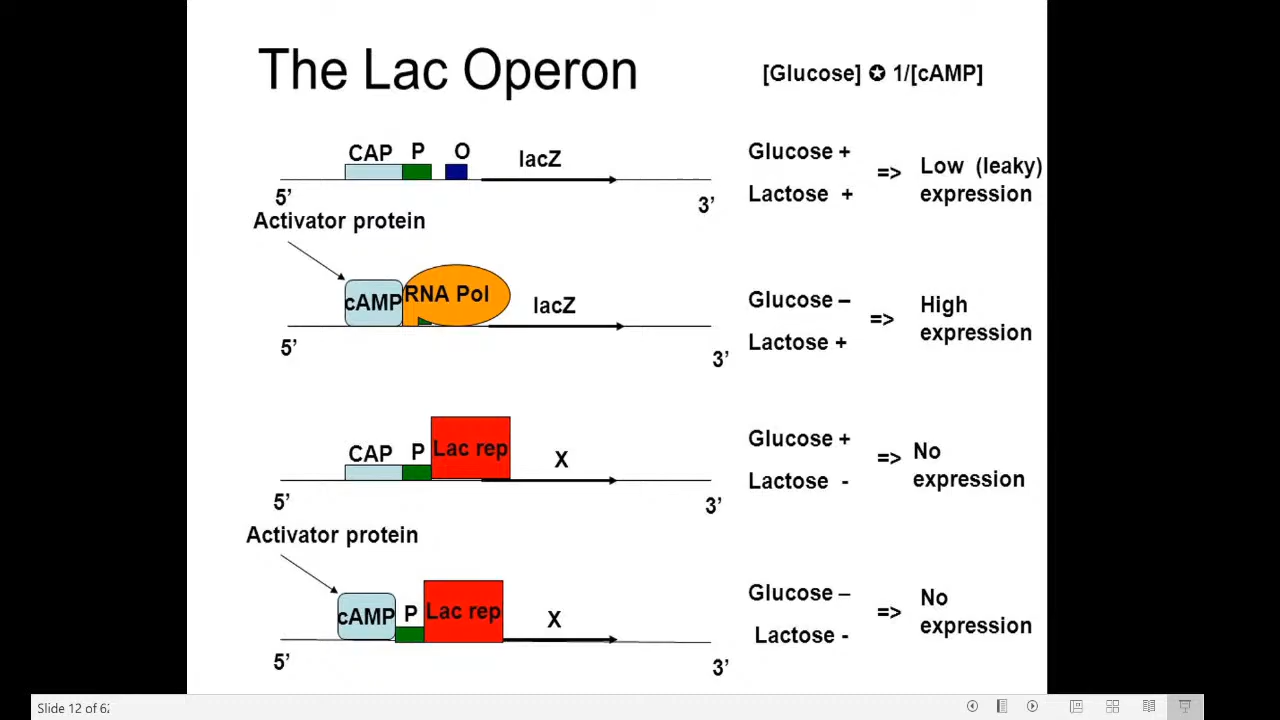 The Lac Operon
[Glucose] ✪ 1/[cAMP]
CAP P O lacZ
5’ 3’
Glucose + => Low (leaky)
Lactose + expression
Activator protein
cAMP RNA Pol lacZ
5’ 3’
Glucose – => High
Lactose + expression
CAP P Lac rep X
5’ 3’
Glucose + => No
Lactose - expression
Activator protein
cAMP P Lac rep X
5’ 3’
Glucose – => No
Lactose - expression
Slide 12 of 62